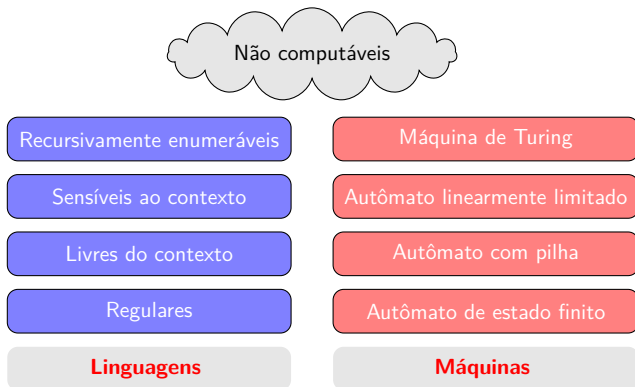 Não computáveis
Recursivamente enumeráveis
Máquina de Turing
Sensíveis ao contexto
Autômato linearmente limitado
Livres do contexto
Autômato com pilha
Regulares
Autômato de estado finito
Linguagens
Máquinas